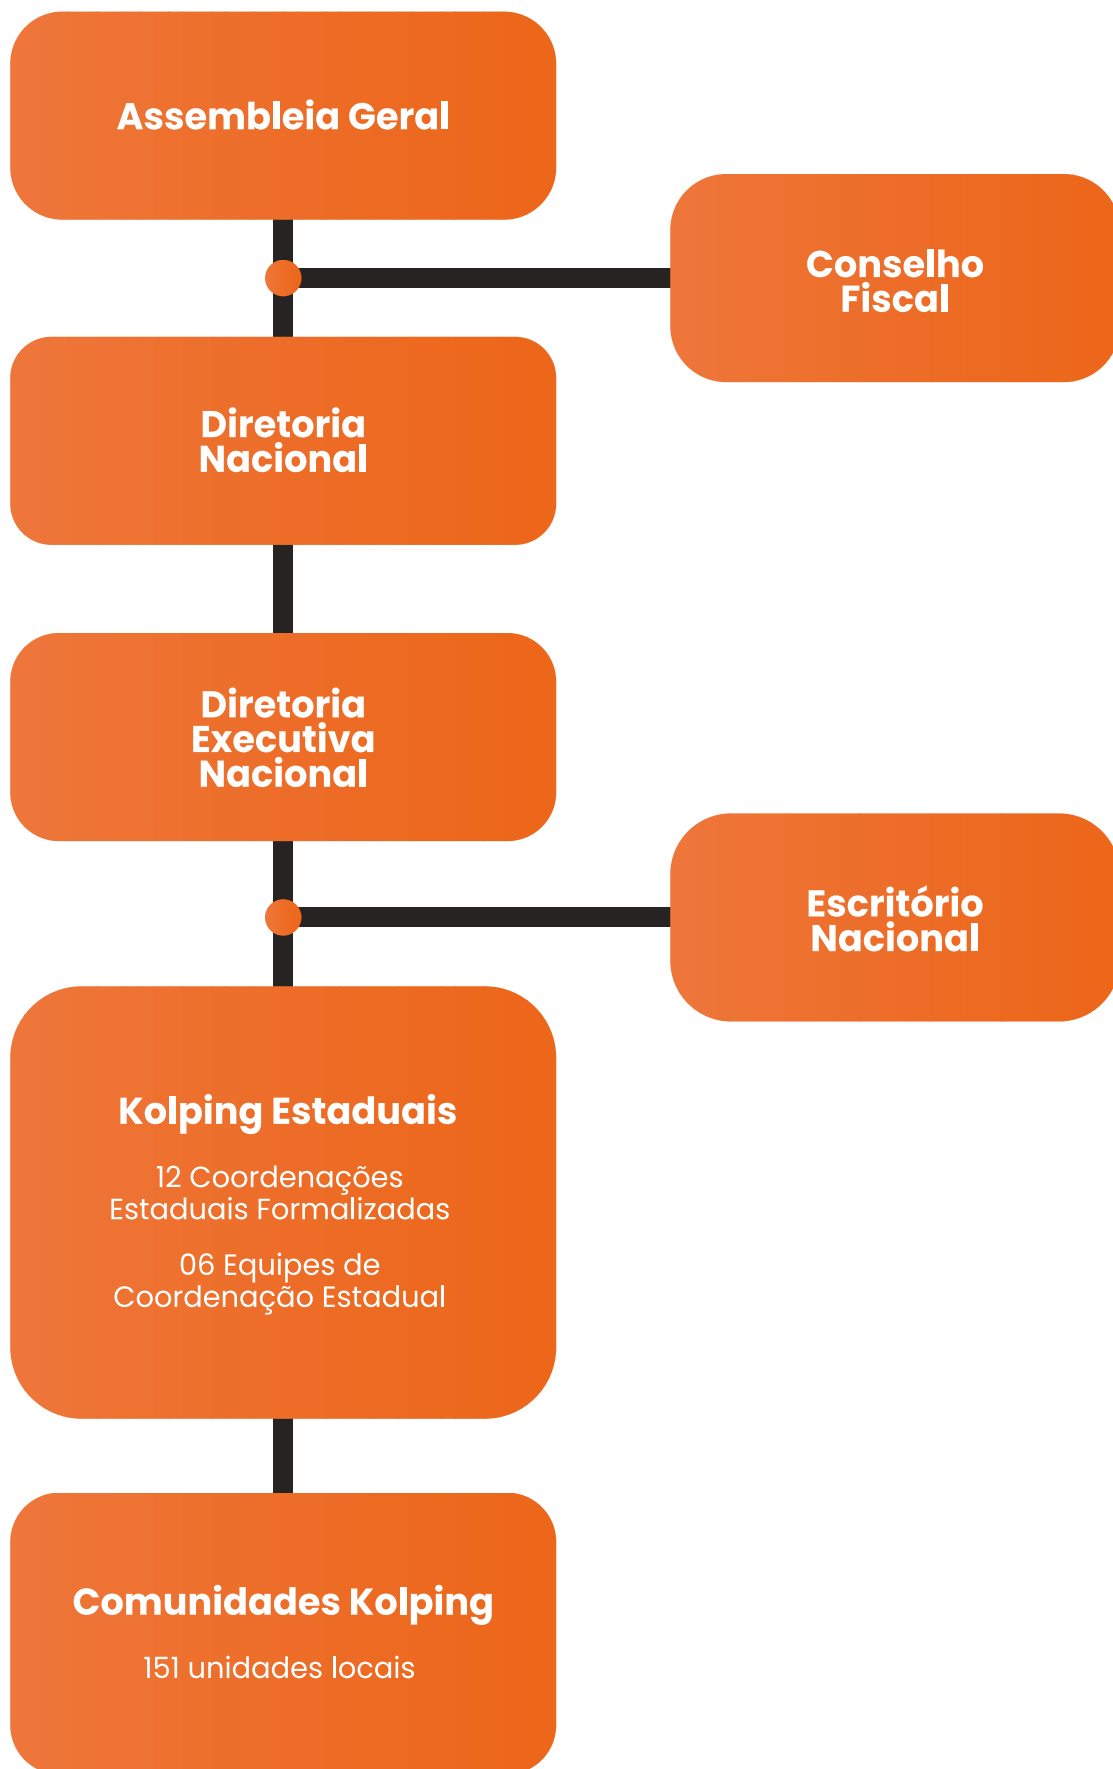 Assembleia Geral
Conselho
Fiscal
Diretoria
Nacional
Diretoria
Executiva
Nacional
Escritório
Nacional
Kolping Estaduais
12 Coordenações
Estaduais Formalizadas
06 Equipes de
Coordenação Estadual
Comunidades Kolping
151 unidades locais